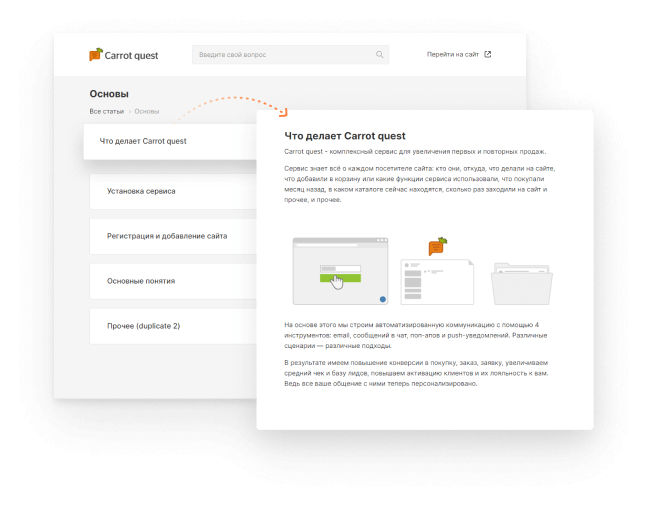 Carrot quest
Введите свой вопрос
Перейти на сайт
Основы
Все статьи › Основы
Что делает Carrot quest
Установка сервиса
Регистрация и добавление сайта
Основные понятия
Прочее (duplicate 2)
Что делает Carrot quest
Carrot quest - комплексный сервис для увеличения первых и повторных продаж.
Сервис знает всё о каждом посетителе сайта: кто они, откуда, что делали на сайте,
что добавили в корзину или какие функции сервиса использовали, что покупали
месяц назад, в каком каталоге сейчас находятся, сколько раз заходили на сайт и
прочее, и прочее.
На основе этого мы строим автоматизированную коммуникацию с помощью 4
инструментов: email, сообщений в чат, поп-апов и push-уведомлений. Различные
сценарии — различные подходы.
В результате имеем повышение конверсии в покупку, заказ, заявку, увеличиваем
средний чек и базу лидов, повышаем активацию клиентов и их лояльность к вам.
Ведь все ваше общение с ними теперь персонализировано.